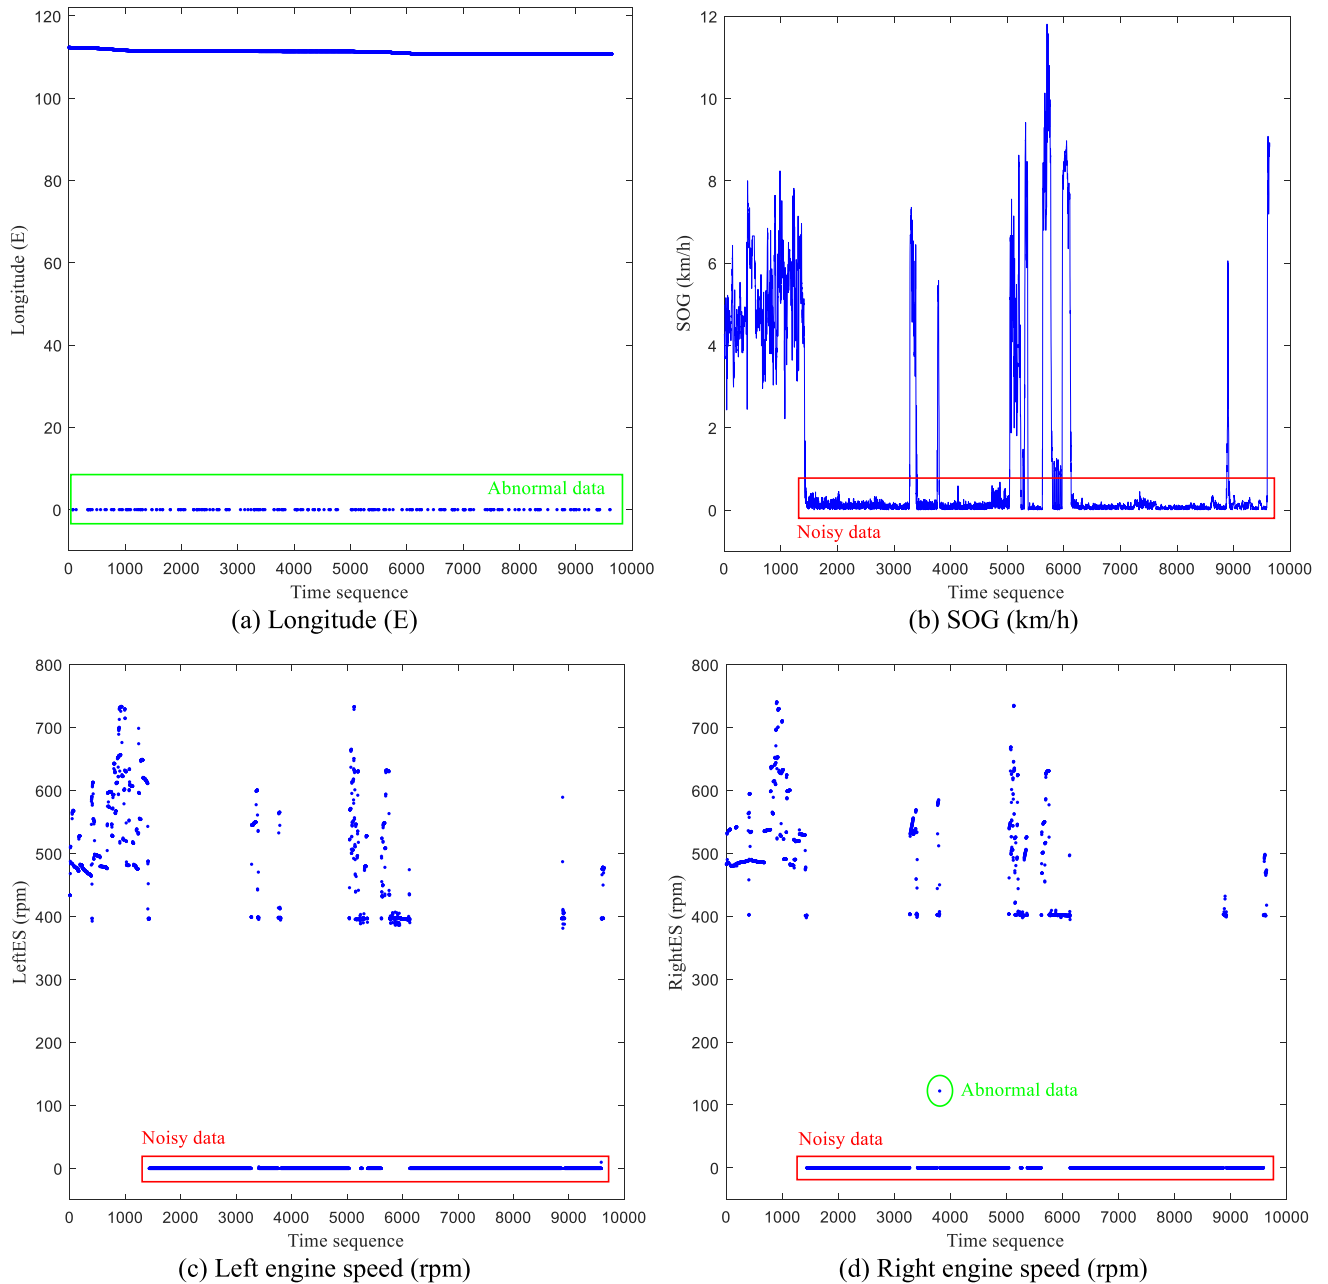 120
100
80
60
40
20
0
Longitude (E)
Abnormal data
0 1000 2000 3000 4000 5000 6000 7000 8000 9000 10000
Time sequence
(a) Longitude (E)
12
10
8
6
4
2
0
SOG (km/h)
Noisy data
0 1000 2000 3000 4000 5000 6000 7000 8000 9000 10000
Time sequence
(b) SOG (km/h)
800
700
600
500
400
300
200
100
0
LeftES (rpm)
Noisy data
0 1000 2000 3000 4000 5000 6000 7000 8000 9000 10000
Time sequence
(c) Left engine speed (rpm)
800
700
600
500
400
300
200
100
0
RightES (rpm)
Abnormal data
Noisy data
0 1000 2000 3000 4000 5000 6000 7000 8000 9000 10000
Time sequence
(d) Right engine speed (rpm)